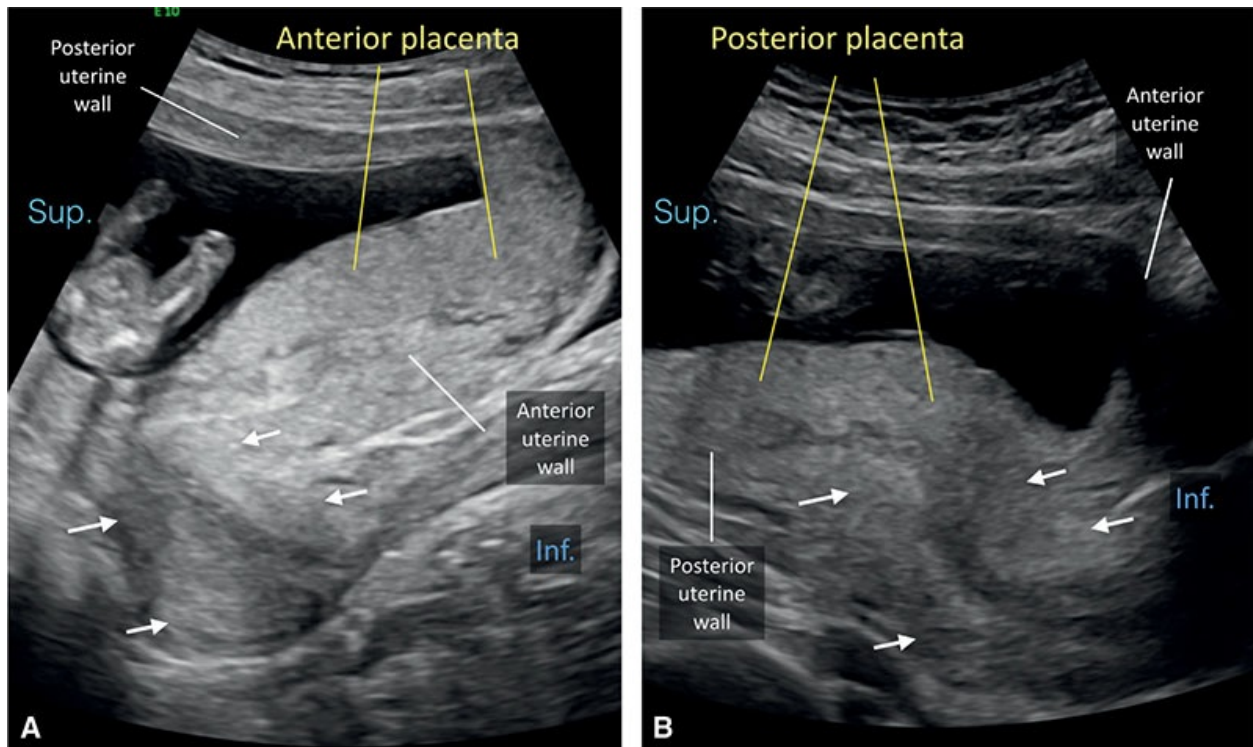 E 10
Anterior placenta
Posterior
uterine
wall
Sup.
Anterior
uterine
wall
Inf.
A
Posterior placenta
Anterior
uterine
wall
Sup.
Inf.
Posterior
uterine
wall
B